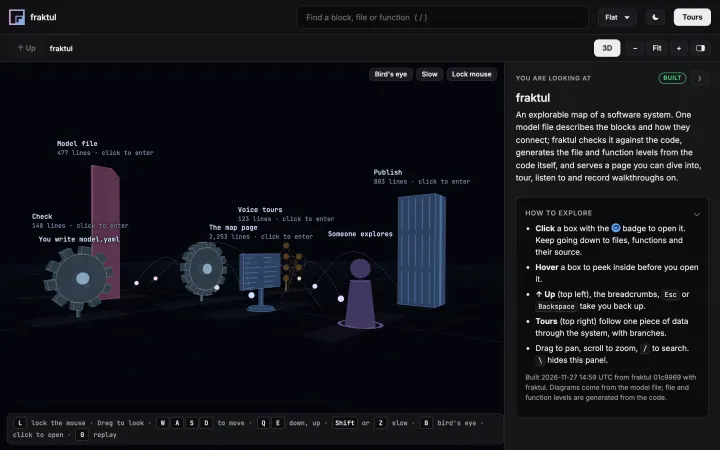 fraktul
Find a block, file or function ( / )
Flat
Tours
↑ Up
fraktul
3D
−
Fit
+
Bird's eye
Slow
Lock mouse
Model file
477 lines · click to enter
Check
148 lines · click to enter
You write model.yaml
Voice tours
123 lines · click to enter
The map page
2,253 lines · click to enter
Someone explores
Publish
803 lines · click to enter
L lock the mouse · Drag to look · W A S D to move · Q E down, up · Shift or Z slow · B bird's eye ·
click to open · 0 replay
YOU ARE LOOKING AT
BUILT
fraktul
An explorable map of a software system. One
model file describes the blocks and how they
connect; fraktul checks it against the code,
generates the file and function levels from the
code itself, and serves a page you can dive into,
tour, listen to and record walkthroughs on.
HOW TO EXPLORE
• Click a box with the badge to open it.
Keep going down to files, functions and
their source.
• Hover a box to peek inside before you open
it.
• ↑ Up (top left), the breadcrumbs, Esc or
Backspace take you back up.
• Tours (top right) follow one piece of data
through the system, with branches.
• Drag to pan, scroll to zoom, / to search.
\ hides this panel.
Built 2026-11-27 14:59 UTC from fraktul 01c9969 with
fraktul. Diagrams come from the model file; file and
function levels are generated from the code.